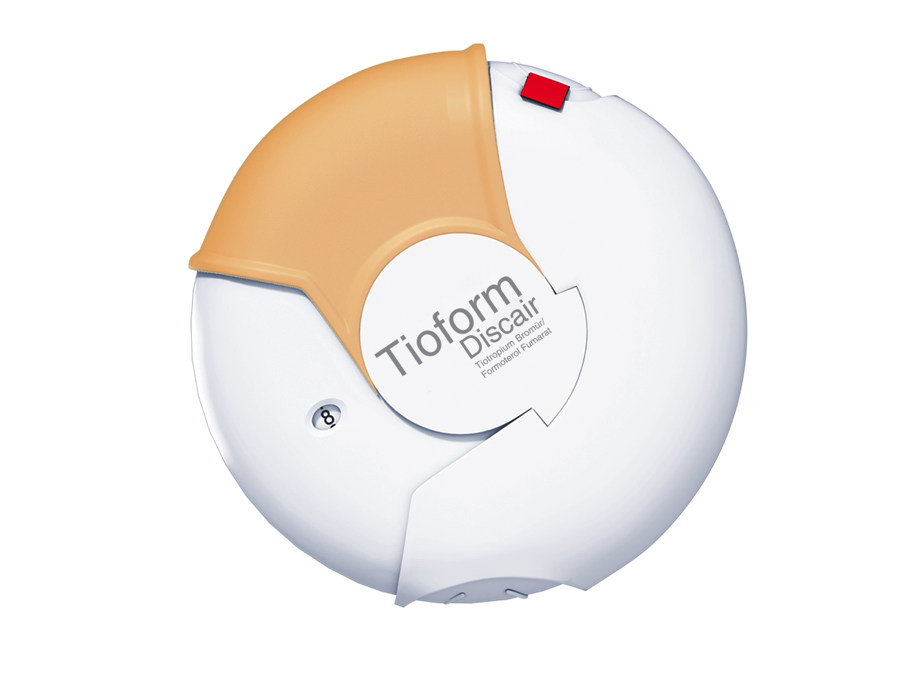 Tioform
Discair
Tiotropium Bromür/
Formoterol Fumarat
8